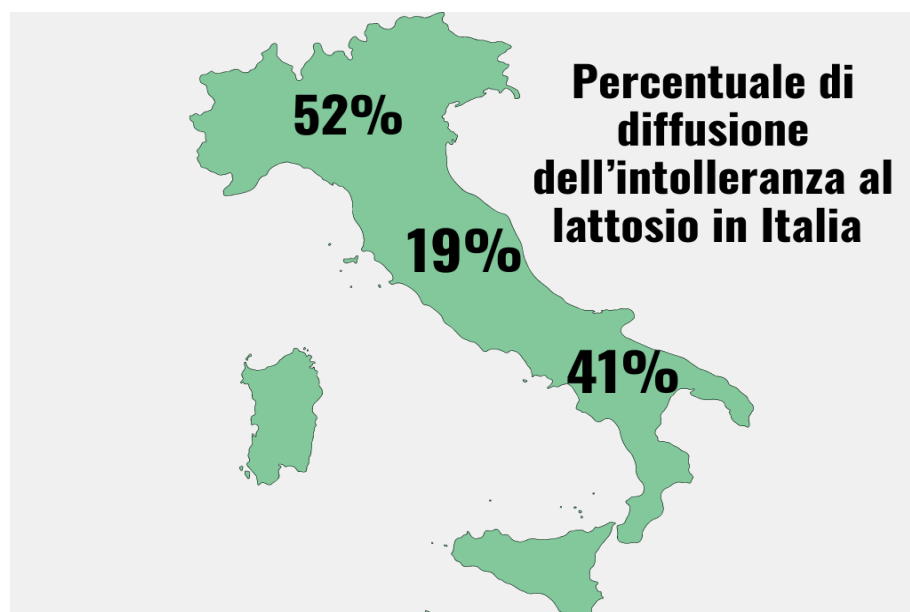 Percentuale di
diffusione
dell’intolleranza al
lattosio in Italia
52%
19%
41%